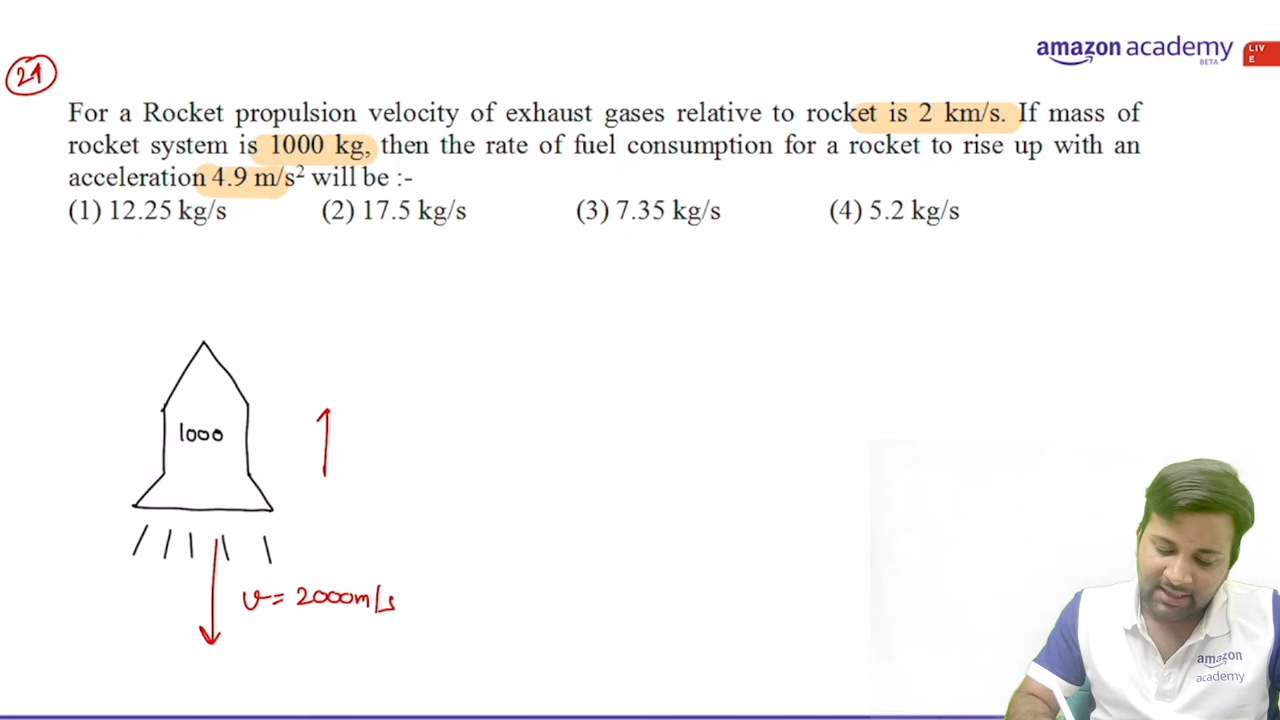 amazon academy
BETA
LIV
E
21
For a Rocket propulsion velocity of exhaust gases relative to rocket is 2 km/s. If mass of
rocket system is 1000 kg, then the rate of fuel consumption for a rocket to rise up with an
acceleration 4.9 m/s² will be :-
(1) 12.25 kg/s (2) 17.5 kg/s (3) 7.35 kg/s (4) 5.2 kg/s
1000
v = 2000m/s
amazon
academy